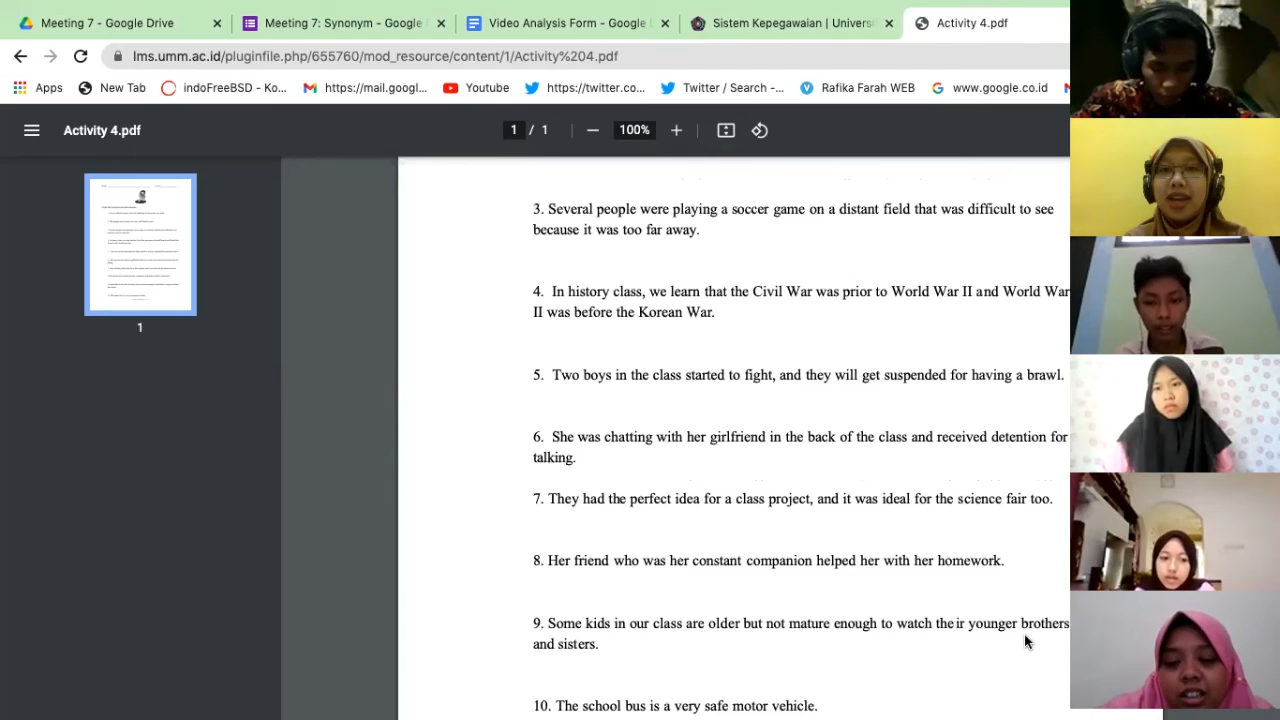 Meeting 7 - Google Drive
Meeting 7: Synonym - Google
Video Analysis Form - Google
Sistem Kepegawaian | Univers
Activity 4.pdf
lms.umm.ac.id/pluginfile.php/655760/mod_resource/content/1/Activity%204.pdf
Apps
New Tab
indoFreeBSD - Ko...
https://mail.googl...
Youtube
https://twitter.co...
Twitter / Search -...
Rafika Farah WEB
www.google.co.id
Activity 4.pdf
1 / 1
100%
1
3. Several people were playing a soccer game on a distant field that was difficult to see
because it was too far away.
4. In history class, we learn that the Civil War was prior to World War II and World War
II was before the Korean War.
5. Two boys in the class started to fight, and they will get suspended for having a brawl.
6. She was chatting with her girlfriend in the back of the class and received detention for
talking.
7. They had the perfect idea for a class project, and it was ideal for the science fair too.
8. Her friend who was her constant companion helped her with her homework.
9. Some kids in our class are older but not mature enough to watch their younger brothers
and sisters.
10. The school bus is a very safe motor vehicle.